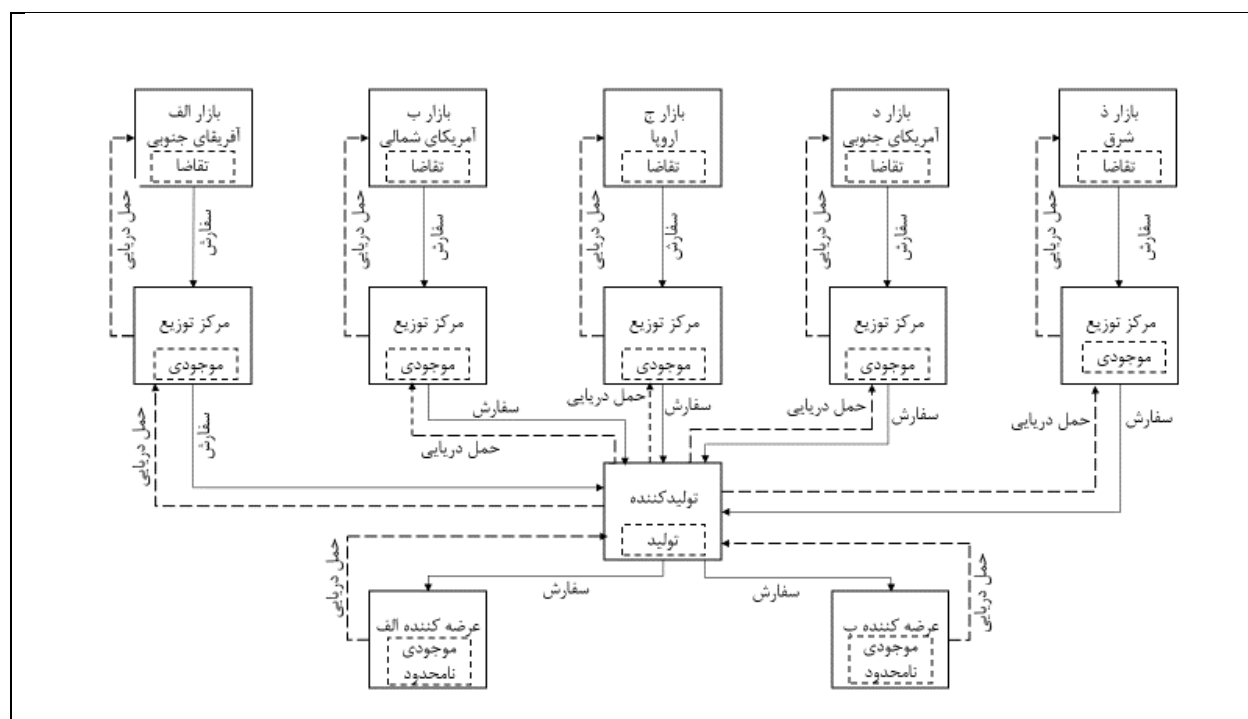 بازار الف
آفریقای جنوبی
تقاضا
بازار ب
آمریکای شمالی
تقاضا
بازار ج
اروپا
تقاضا
بازار د
آمریکای جنوبی
تقاضا
بازار ذ
شرق
تقاضا
حمل دریایی
سفارش
حمل دریایی
سفارش
حمل دریایی
سفارش
حمل دریایی
سفارش
حمل دریایی
سفارش
مرکز توزیع
موجودی
مرکز توزیع
موجودی
مرکز توزیع
موجودی
مرکز توزیع
موجودی
مرکز توزیع
موجودی
حمل دریایی
سفارش
سفارش
حمل دریایی
حمل دریایی
سفارش
حمل دریایی
سفارش
حمل دریایی
سفارش
تولیدکننده
تولید
حمل دریایی
سفارش
سفارش
حمل دریایی
عرضه کننده الف
موجودی
نامحدود
عرضه کننده ب
موجودی
نامحدود